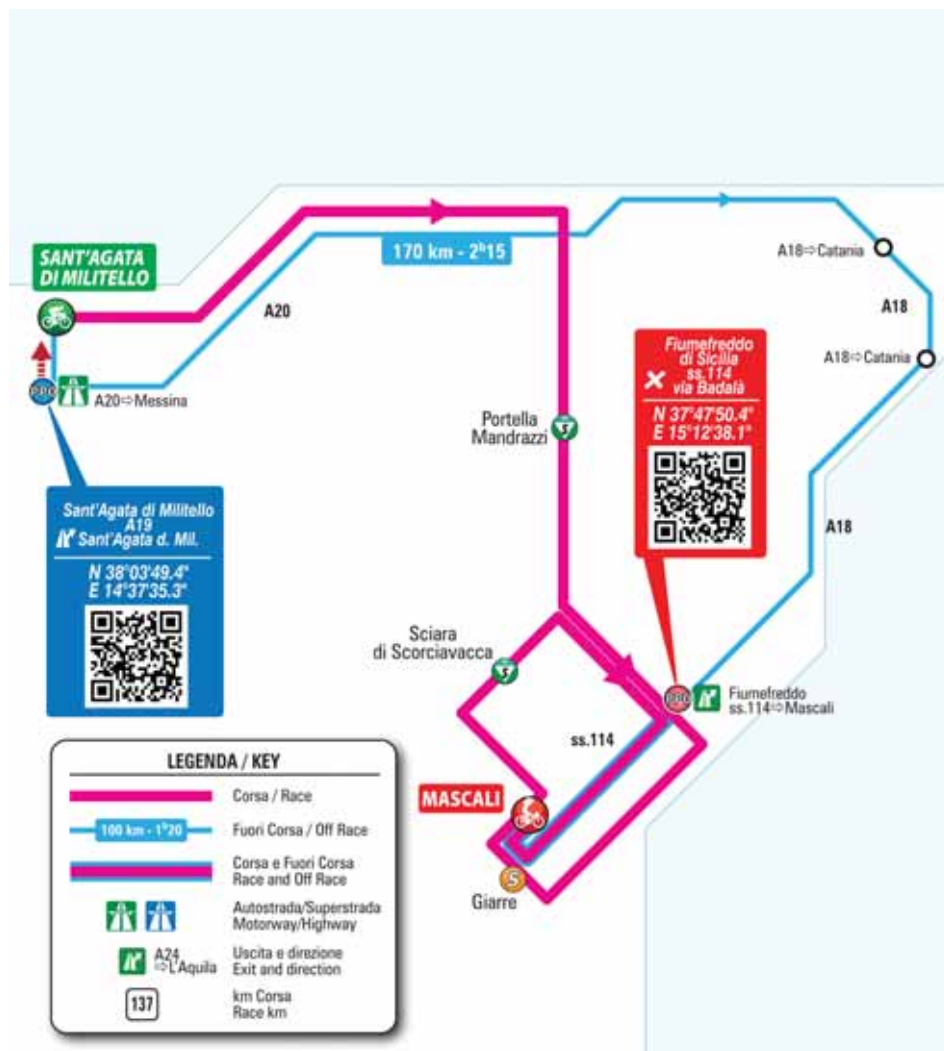 SANT'AGATA
DI MILITELLO
170 km - 2h15
A20
A18⇨Catania
A18
A18⇨Catania
PPO
A20⇨Messina
Fiumefreddo
di Sicilia
ss.114
via Badalà
N 37°47'50.4"
E 15°12'38.1"
Portella
Mandrazzi
Sant'Agata di Militello
A19
Sant'Agata d. Mil.
N 38°03'49.4"
E 14°37'35.3"
A18
Sciara
di Scorciavacca
PPO
Fiumefreddo
ss.114⇨Mascali
ss.114
MASCALI
S
Giarre
LEGENDA / KEY
Corsa / Race
100 km - 1h20
Fuori Corsa / Off Race
Corsa e Fuori Corsa
Race and Off Race
Autostrada/Superstrada
Motorway/Highway
A24
⇨L'Aquila
Uscita e direzione
Exit and direction
137
km Corsa
Race km